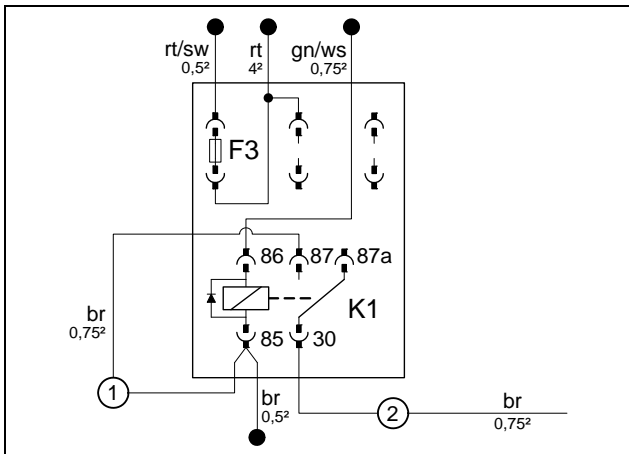 rt/sw
0,5²
rt
4²
gn/ws
0,75²
F3
86
87
87a
K1
br
0,75²
85
30
1
br
0,5²
2
br
0,75²